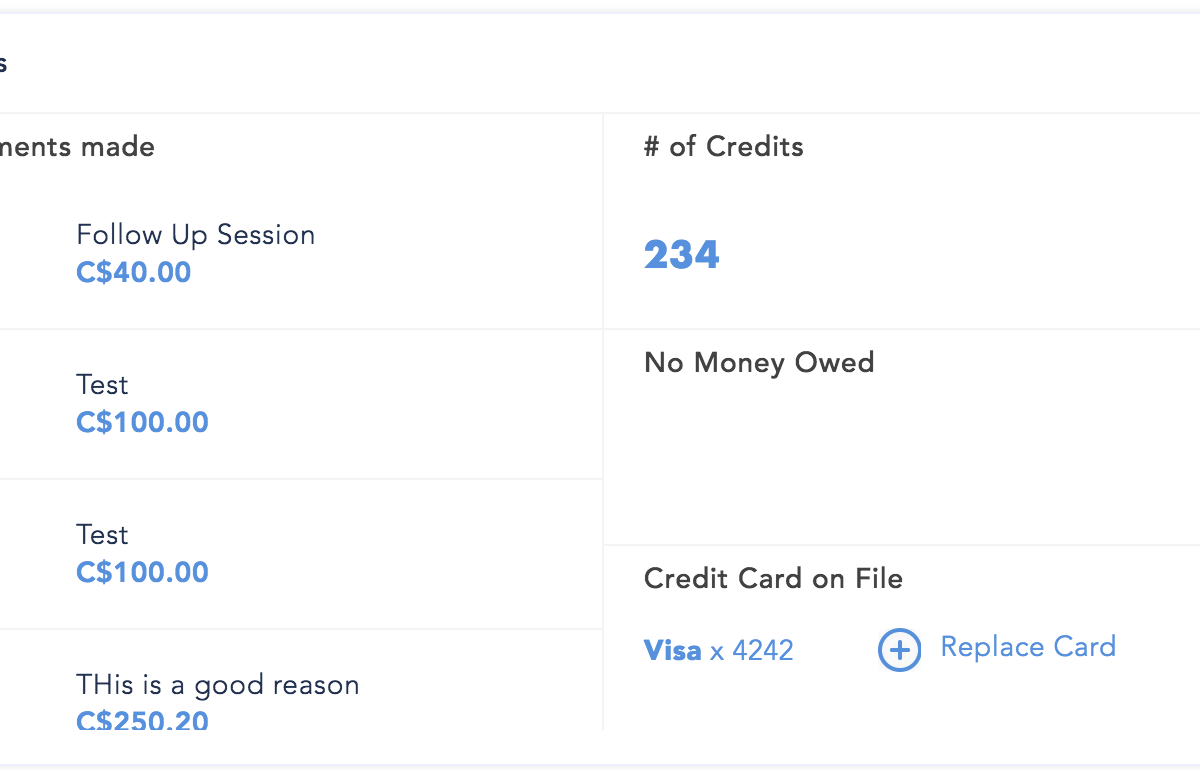 s
ments made
Follow Up Session
C$40.00
Test
C$100.00
Test
C$100.00
THis is a good reason
C$250.20
# of Credits
234
No Money Owed
Credit Card on File
Visa x 4242
Replace Card